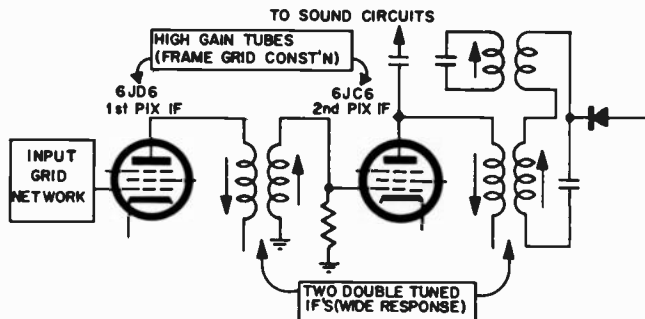 TO SOUND CIRCUITS
HIGH GAIN TUBES
(FRAME GRID CONST'N)
6JD6
1st PIX IF
6JC6
2nd PIX IF
INPUT
GRID
NETWORK
TWO DOUBLE TUNED
IF'S(WIDE RESPONSE)